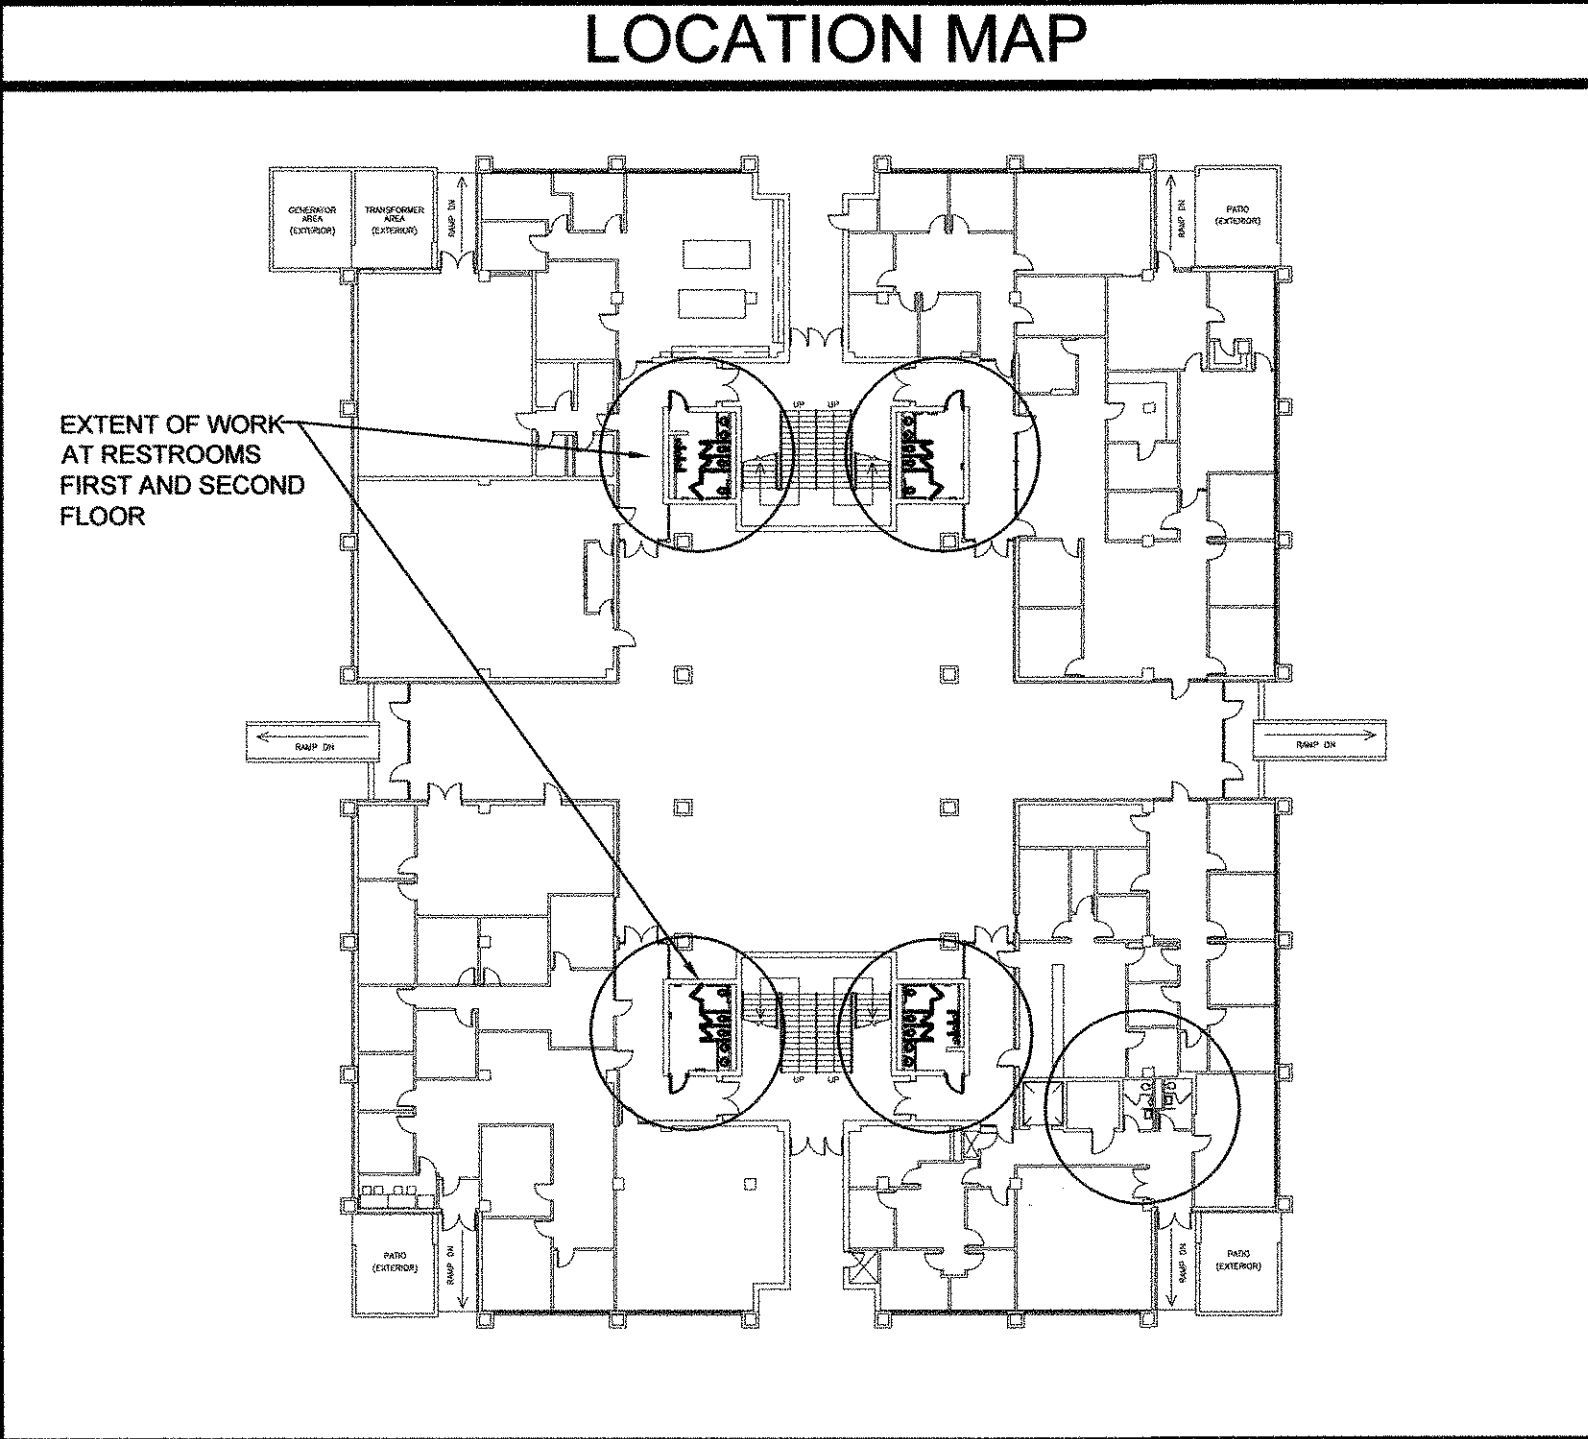 LOCATION MAP
GENERATOR
AREA
(EXTERIOR)
TRANSFORMER
AREA
(EXTERIOR)
RAMP DN
RAMP DN
PATIO
(EXTERIOR)
EXTENT OF WORK
AT RESTROOMS
FIRST AND SECOND
FLOOR
UP
UP
RAMP DN
RAMP DN
UP
UP
PATIO
(EXTERIOR)
RAMP DN
RAMP DN
PATIO
(EXTERIOR)